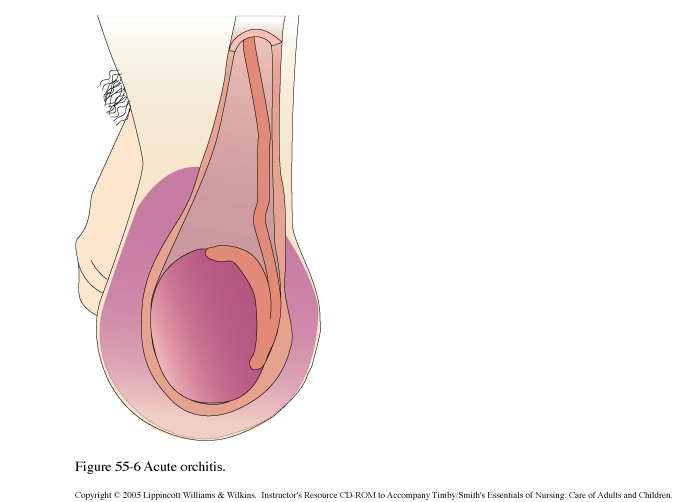 Figure 55-6 Acute orchitis.
Copyright © 2005 Lippincott Williams & Wilkins. Instructor's Resource CD-ROM to Accompany Timby/Smith's Essentials of Nursing: Care of Adults and Children.